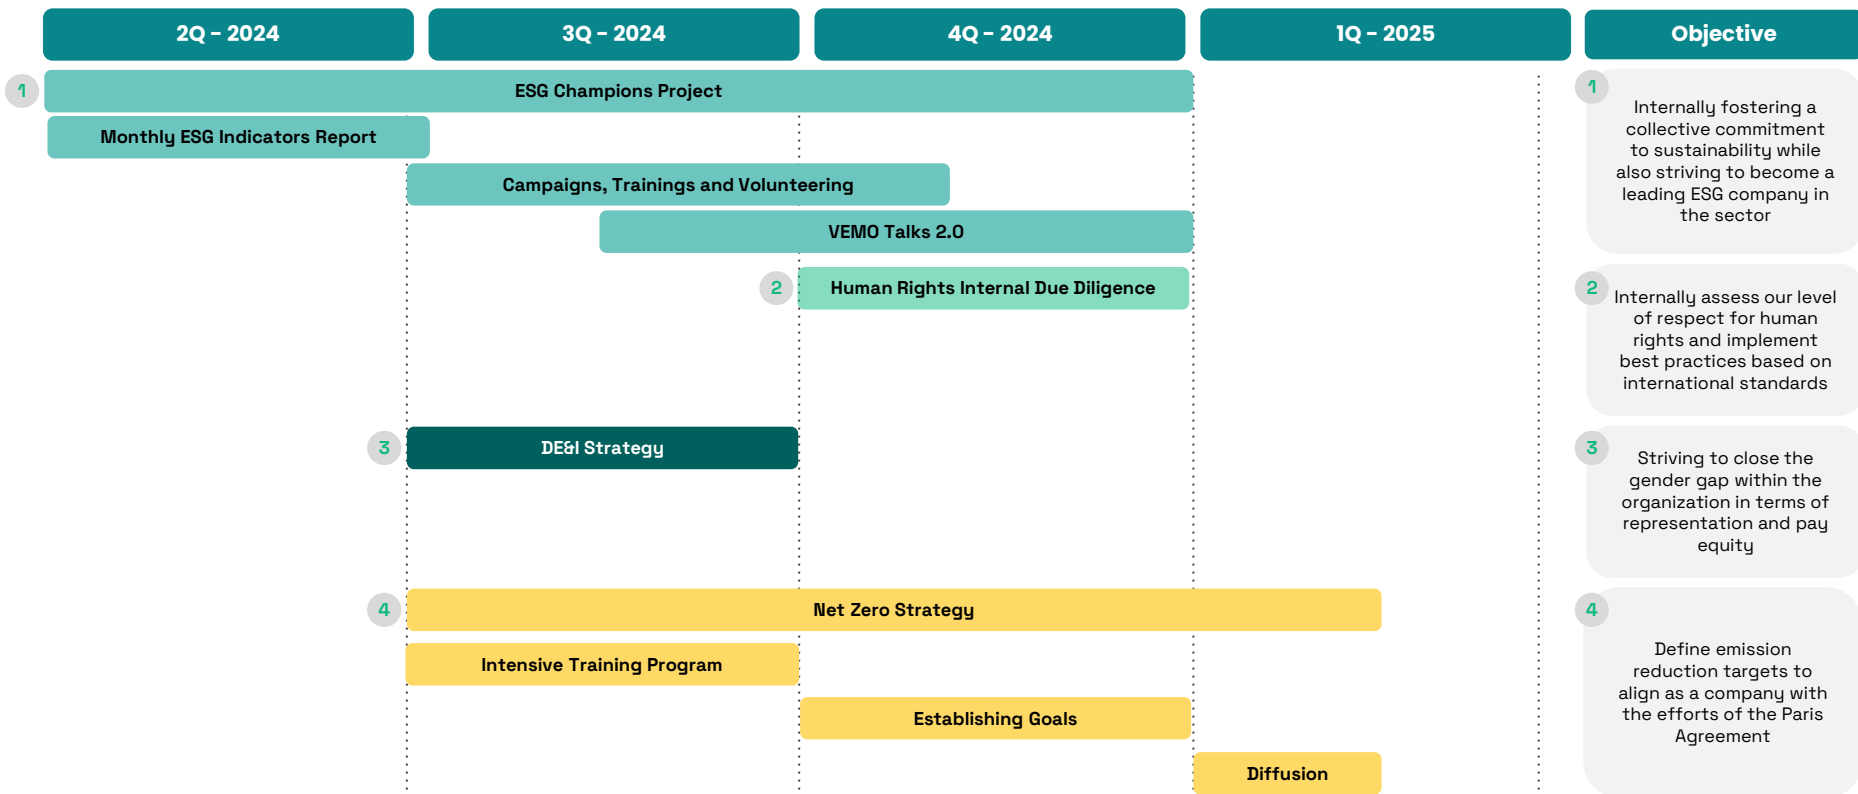 2Q - 2024
3Q - 2024
4Q - 2024
1Q - 2025
Objective
1
ESG Champions Project
Monthly ESG Indicators Report
Campaigns, Trainings and Volunteering
VEMO Talks 2.0
1
Internally fostering a
collective commitment
to sustainability while
also striving to become a
leading ESG company in
the sector
2
Human Rights Internal Due Diligence
2
Internally assess our level
of respect for human
rights and implement
best practices based on
international standards
3
DE&I Strategy
3
Striving to close the
gender gap within the
organization in terms of
representation and pay
equity
4
Net Zero Strategy
Intensive Training Program
Establishing Goals
Diffusion
4
Define emission
reduction targets to
align as a company with
the efforts of the Paris
Agreement